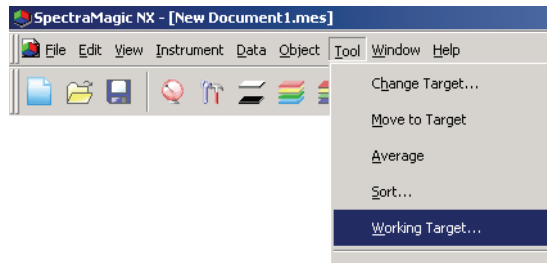 SpectraMagic NX - [New Document1.mes]
File Edit View Instrument Data Object Tool Window Help
Change Target...
Move to Target
Average
Sort...
Working Target...